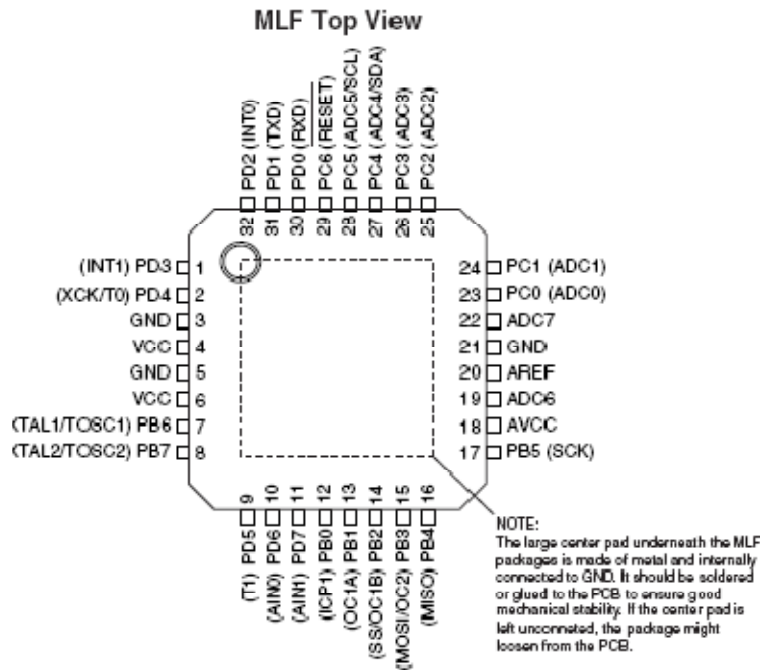 MLF Top View
PD2 (INT0)
PD1 (TXD)
PD0 (RXD)
PC6 (RESET)
PC5 (ADC5/SCL)
PC4 (ADC4/SDA)
PC3 (ADC3)
PC2 (ADC2)
32 31 30 29 28 27 26 25
(INT1) PD3 1
(XCK/T0) PD4 2
GND 3
VCC 4
GND 5
VCC 6
(TAL1/TOSC1) PB6 7
(TAL2/TOSC2) PB7 8
24 PC1 (ADC1)
23 PC0 (ADC0)
22 ADC7
21 GND
20 AREF
19 ADC6
18 AVCC
17 PB5 (SCK)
9 10 11 12 13 14 15 16
(T1) PD5
(AIN0) PD6
(AIN1) PD7
(ICP1) PB0
(OC1A) PB1
(SS/OC1B) PB2
(MOSI/OC2) PB3
(MISO) PB4
NOTE:
The large center pad underneath the MLF
packages is made of metal and internally
connected to GND. It should be soldered
or glued to the PCB to ensure good
mechanical stability. If the center pad is
left unconneted, the package might
loosen from the PCB.